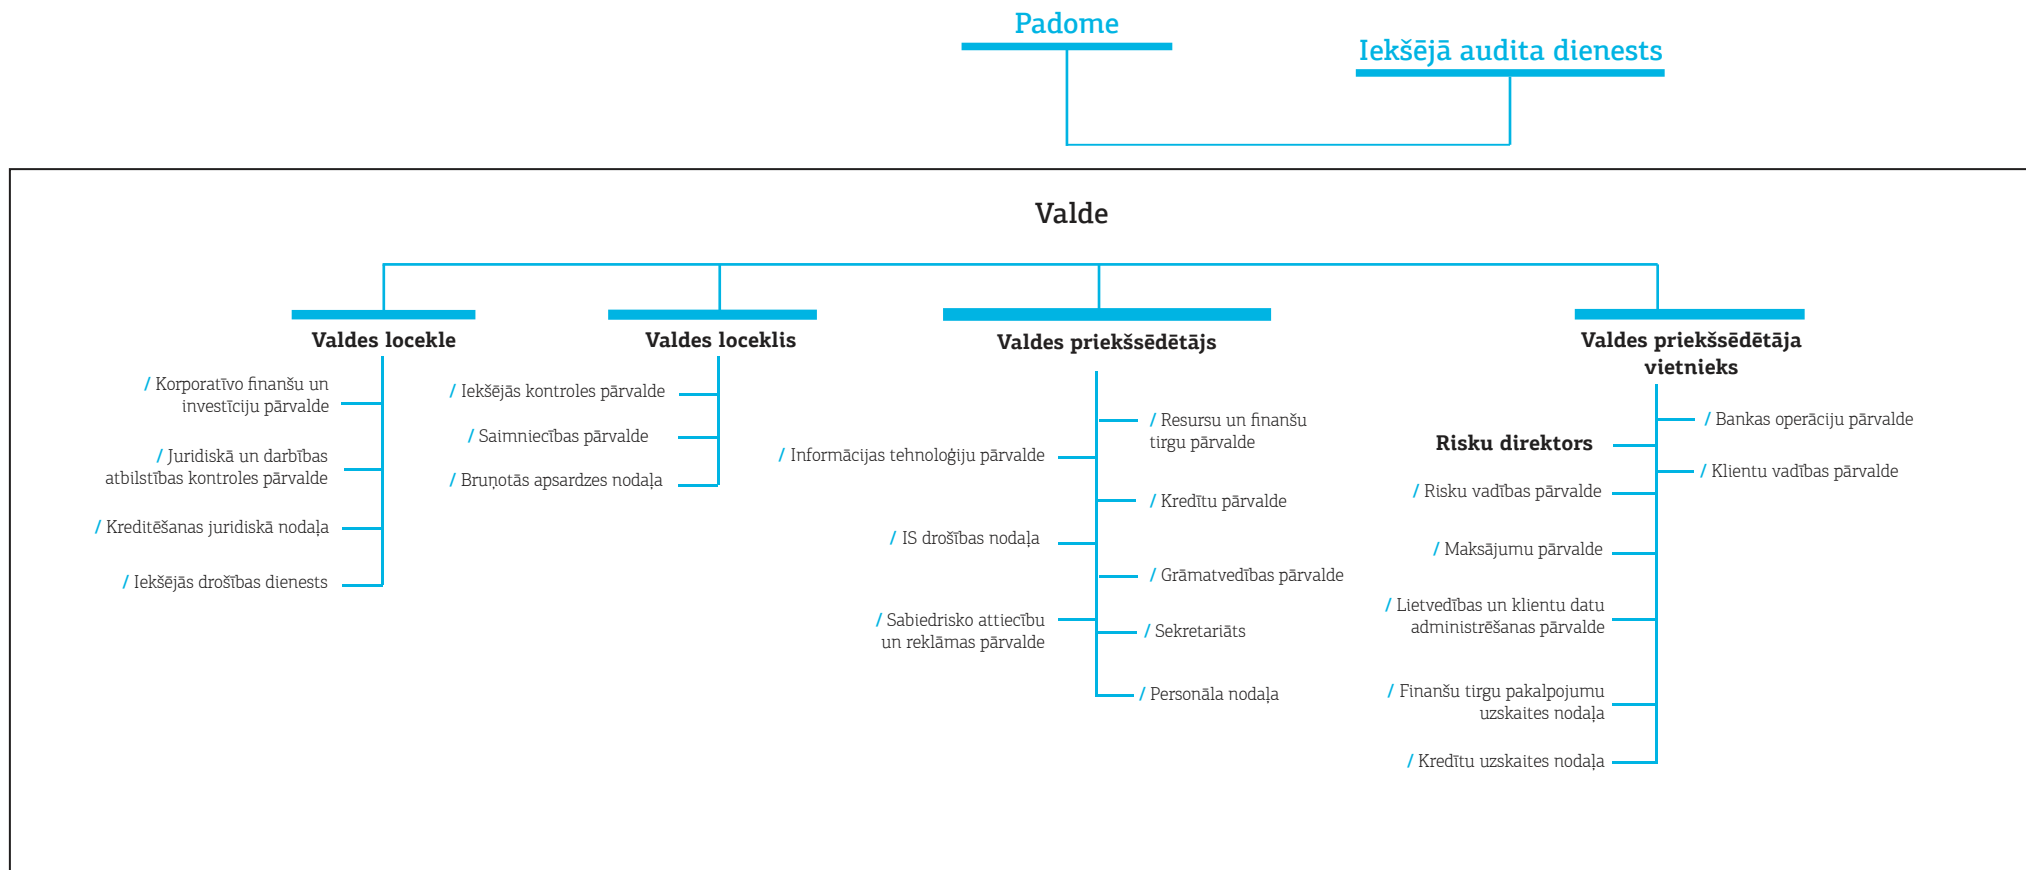 Padome
Iekšējā audita dienests
Valde
Valdes locekle
/ Korporatīvo finanšu un
investīciju pārvalde
/ Juridiskā un darbības
atbilstības kontroles pārvalde
/ Kreditēšanas juridiskā nodaļa
/ Iekšējās drošības dienests
Valdes loceklis
/ Iekšējās kontroles pārvalde
/ Saimniecības pārvalde
/ Bruņotās apsardzes nodaļa
Valdes priekšsēdētājs
/ Informācijas tehnoloģiju pārvalde
/ IS drošības nodaļa
/ Sabiedrisko attiecību
un reklāmas pārvalde
/ Resursu un finanšu
tirgu pārvalde
/ Kredītu pārvalde
/ Grāmatvedības pārvalde
/ Sekretariāts
/ Personāla nodaļa
Valdes priekšsēdētāja
vietnieks
Risku direktors
/ Risku vadības pārvalde
/ Maksājumu pārvalde
/ Lietvedības un klientu datu
administrēšanas pārvalde
/ Finanšu tirgu pakalpojumu
uzskaites nodaļa
/ Kredītu uzskaites nodaļa
/ Bankas operāciju pārvalde
/ Klientu vadības pārvalde